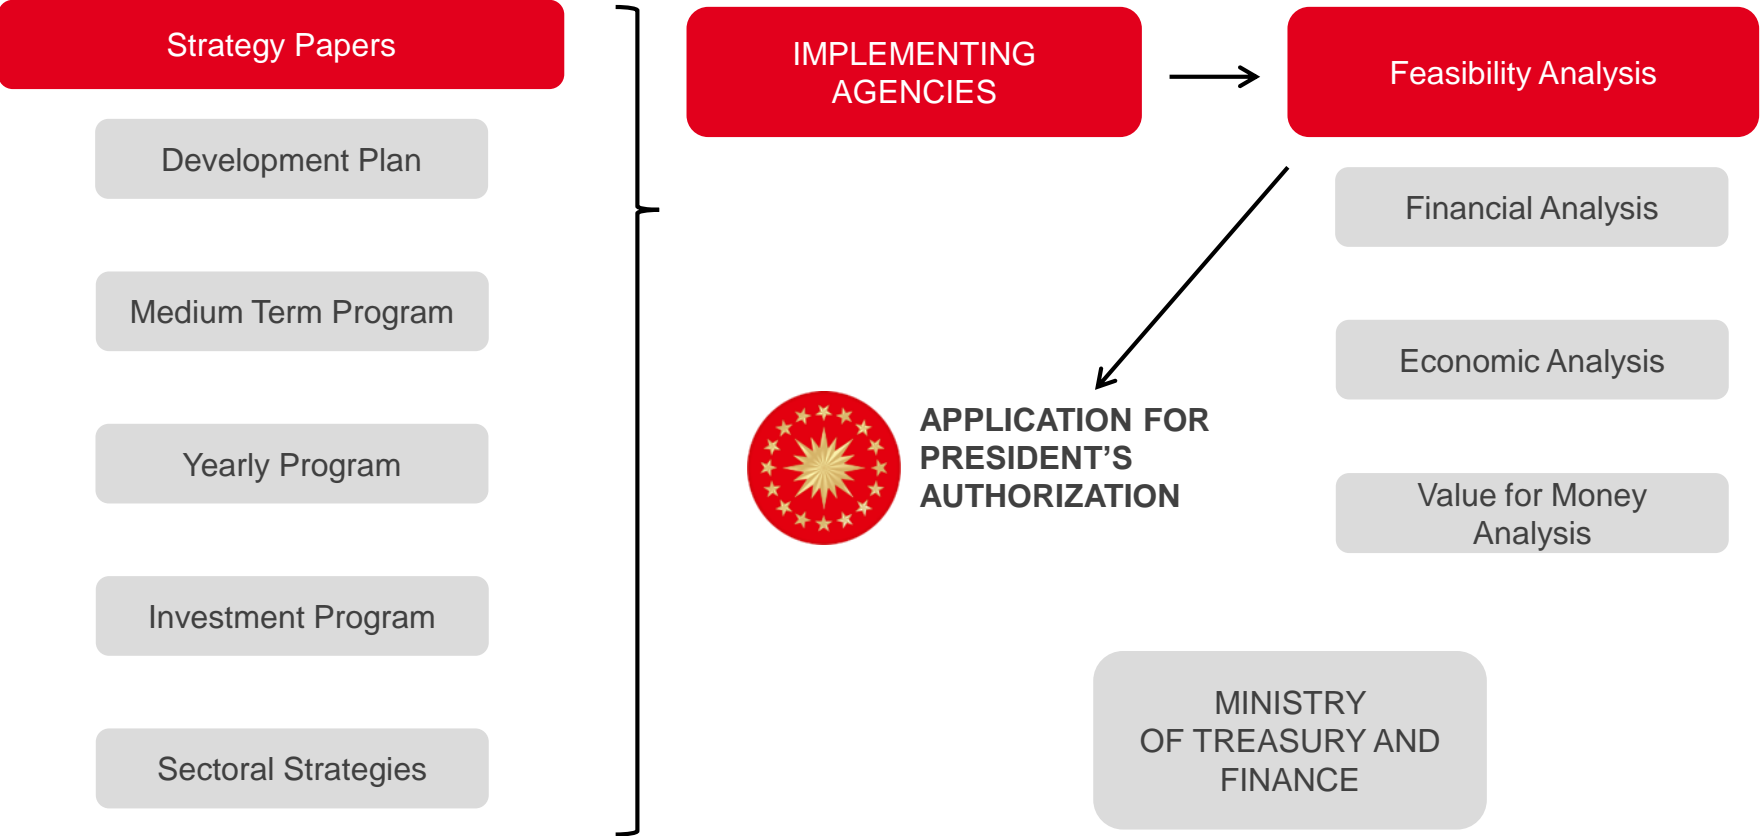 Strategy Papers
Development Plan
Medium Term Program
Yearly Program
Investment Program
Sectoral Strategies
IMPLEMENTING
AGENCIES
Feasibility Analysis
Financial Analysis
Economic Analysis
Value for Money
Analysis
APPLICATION FOR
PRESIDENT’S
AUTHORIZATION
MINISTRY
OF TREASURY AND
FINANCE